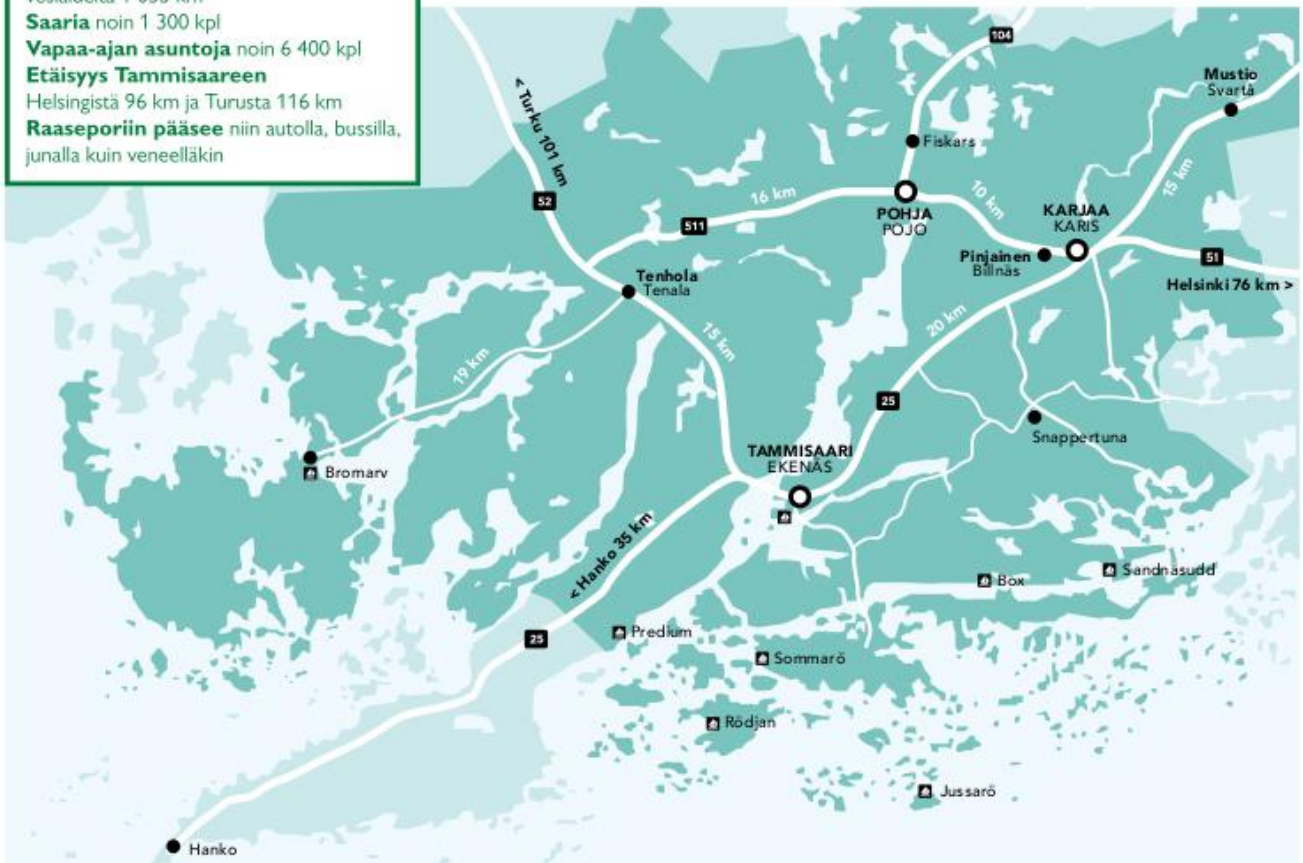 Saaria noin 1 300 kpl
Vapaa-ajan asuntoja noin 6 400 kpl
Etäisyys Tammisaareen
Helsingistä 96 km ja Turusta 116 km
Raaseporiin pääsee niin autolla, bussilla,
junalla kuin veneelläkin
104
Mustio
Svartå
< Turku 101 km
Fiskars
15 km
52
16 km
10 km
511
POHJA
POJO
KARJAA
KARIS
Pinjainen
Billnäs
51
Helsinki 76 km >
Tenhola
Tenala
15 km
20 km
19 km
25
Snappertuna
TAMMISAARI
EKENÄS
Bromarv
< Hanko 35 km
Box
Sandnäsudd
25
Predium
Sommarö
Rödjan
Jussarö
Hanko